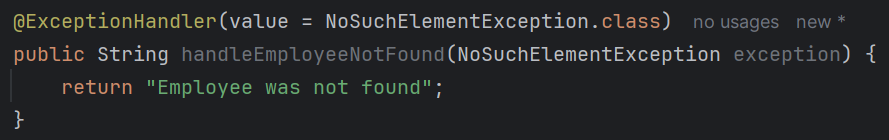 @ExceptionHandler(value = NoSuchElementException.class) no usages new *
public String handleEmployeeNotFound(NoSuchElementException exception) {
    return "Employee was not found";
}